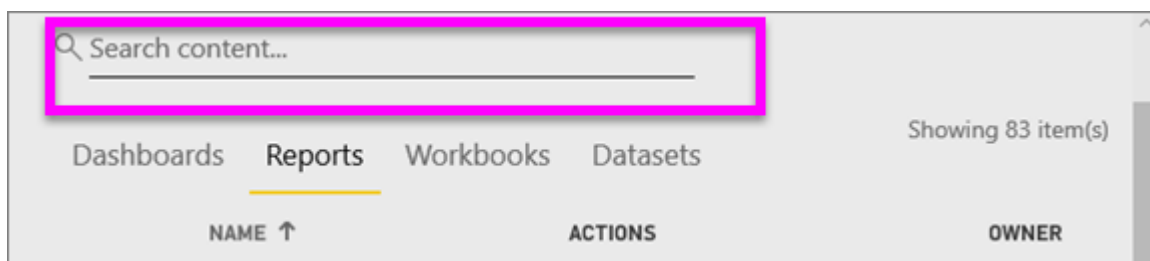 Search content...
Showing 83 item(s)
Dashboards Reports Workbooks Datasets
NAME ↑ ACTIONS OWNER